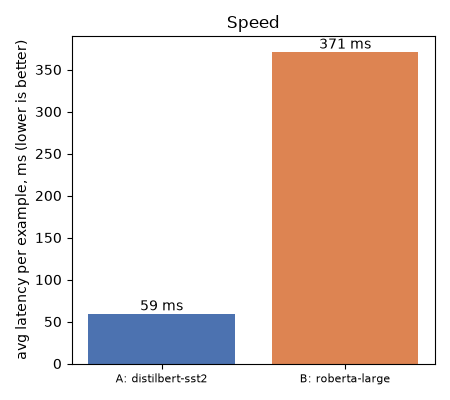 Speed
avg latency per example, ms (lower is better)
350
300
250
200
150
100
50
0
59 ms
371 ms
A: distilbert-sst2
B: roberta-large